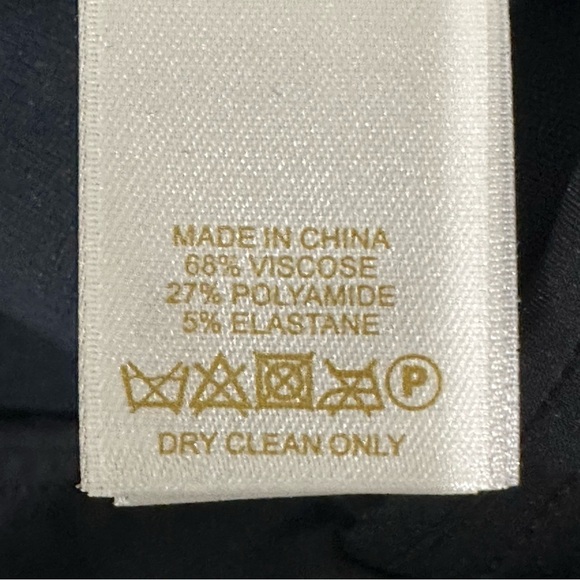 MADE IN CHINA
68% VISCOSE
27% POLYAMIDE
5% ELASTANE
P
DRY CLEAN ONLY